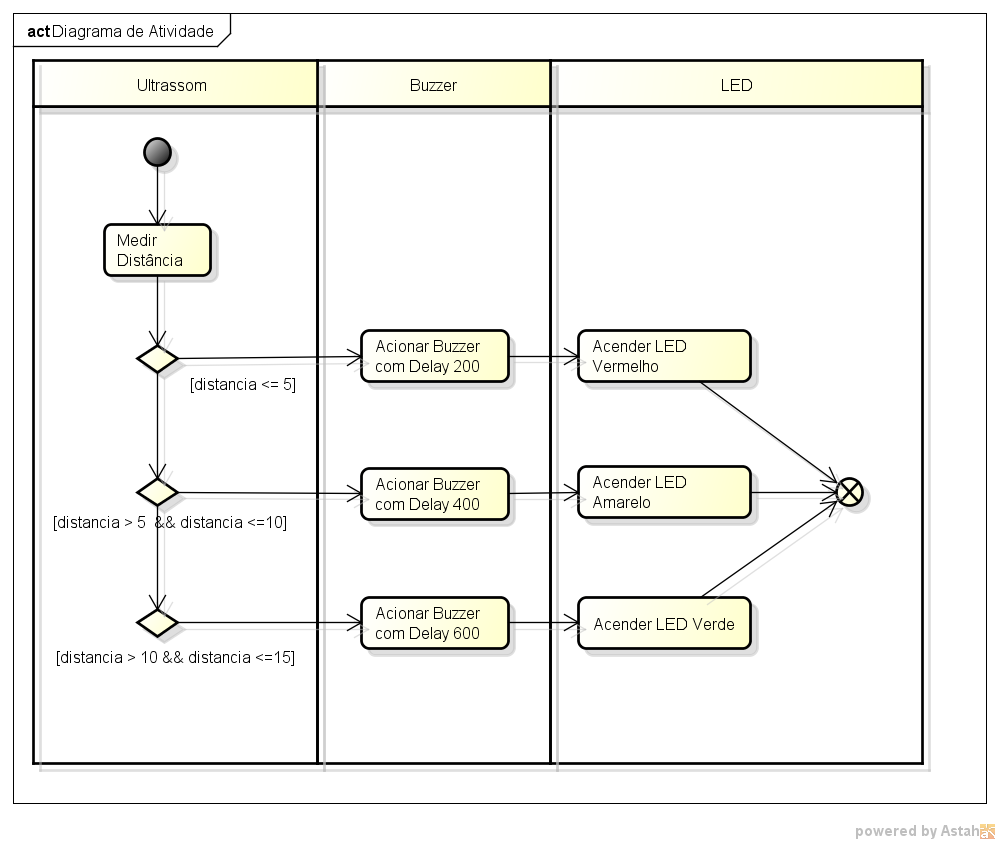 act Diagrama de Atividade
Ultrassom
Buzzer
LED
Medir
Distância
Acionar Buzzer
com Delay 200
Acender LED
Vermelho
[distancia <= 5]
Acionar Buzzer
com Delay 400
Acender LED
Amarelo
[distancia > 5 && distancia <=10]
Acionar Buzzer
com Delay 600
Acender LED Verde
[distancia > 10 && distancia <=15]
powered by Astah